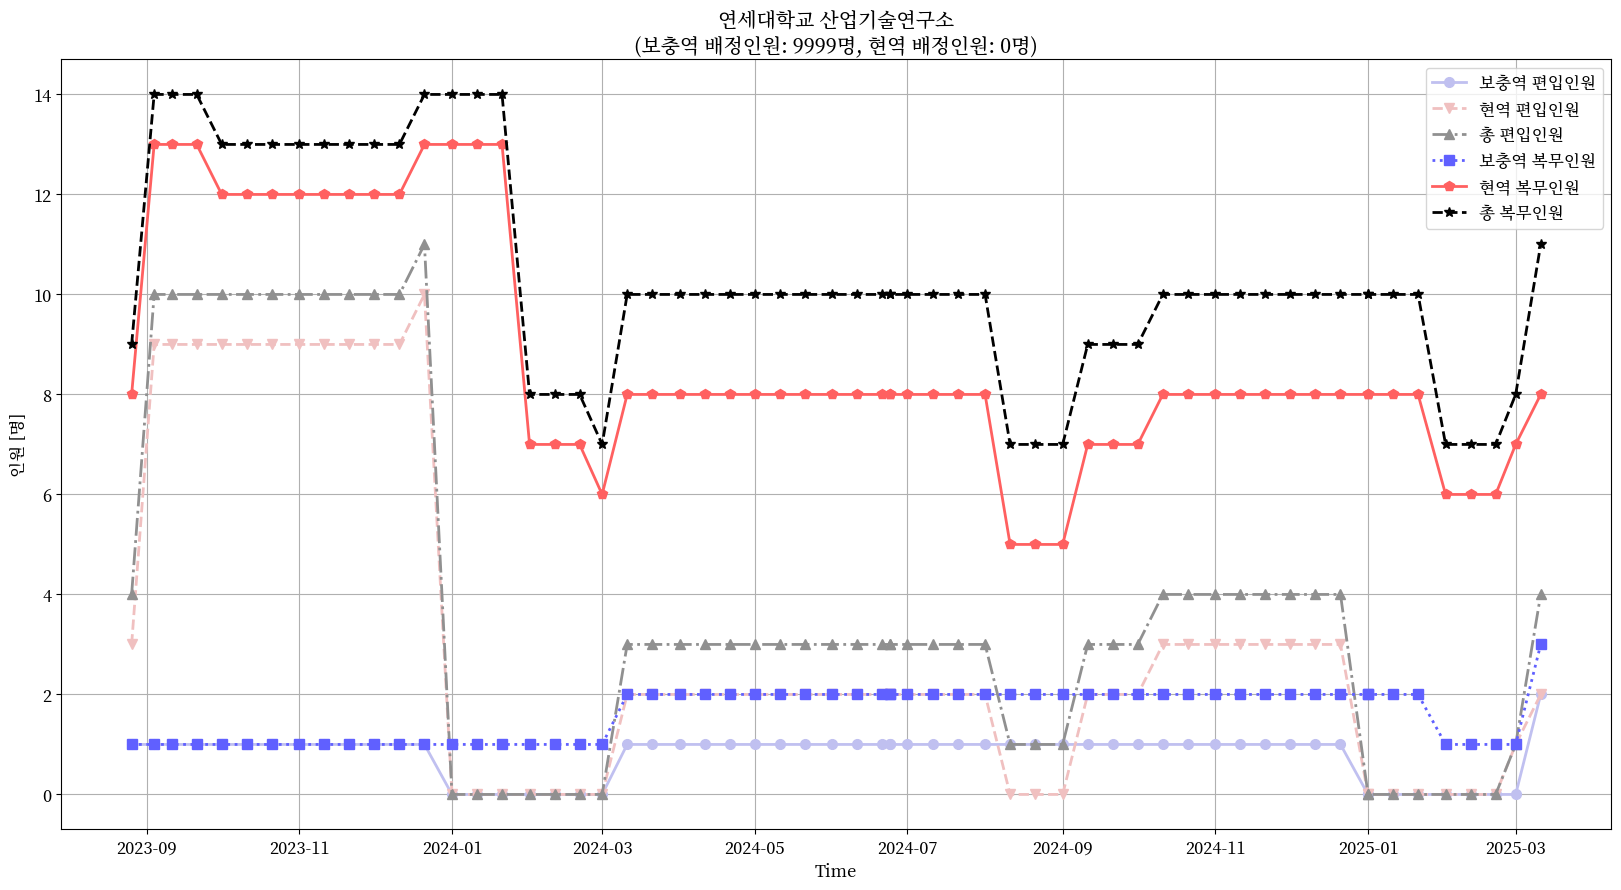 연세대학교 산업기술연구소
(보충역 배정인원: 9999명, 현역 배정인원: 0명)
보충역 편입인원
현역 편입인원
총 편입인원
보충역 복무인원
현역 복무인원
총 복무인원
인원 [명]
14
12
10
8
6
4
2
0
2023-09
2023-11
2024-01
2024-03
2024-05
2024-07
2024-09
2024-11
2025-01
2025-03
Time